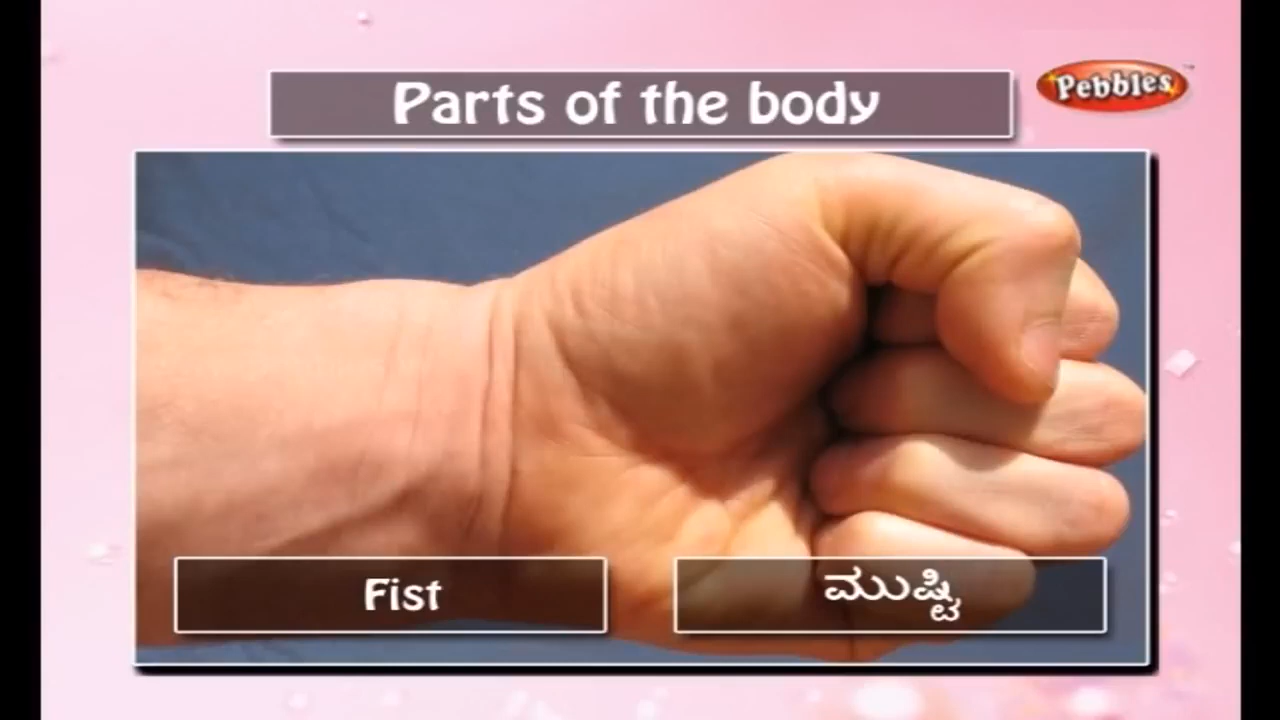 Parts of the body
Pebbles
Fist
ಮುಷ್ಟಿ